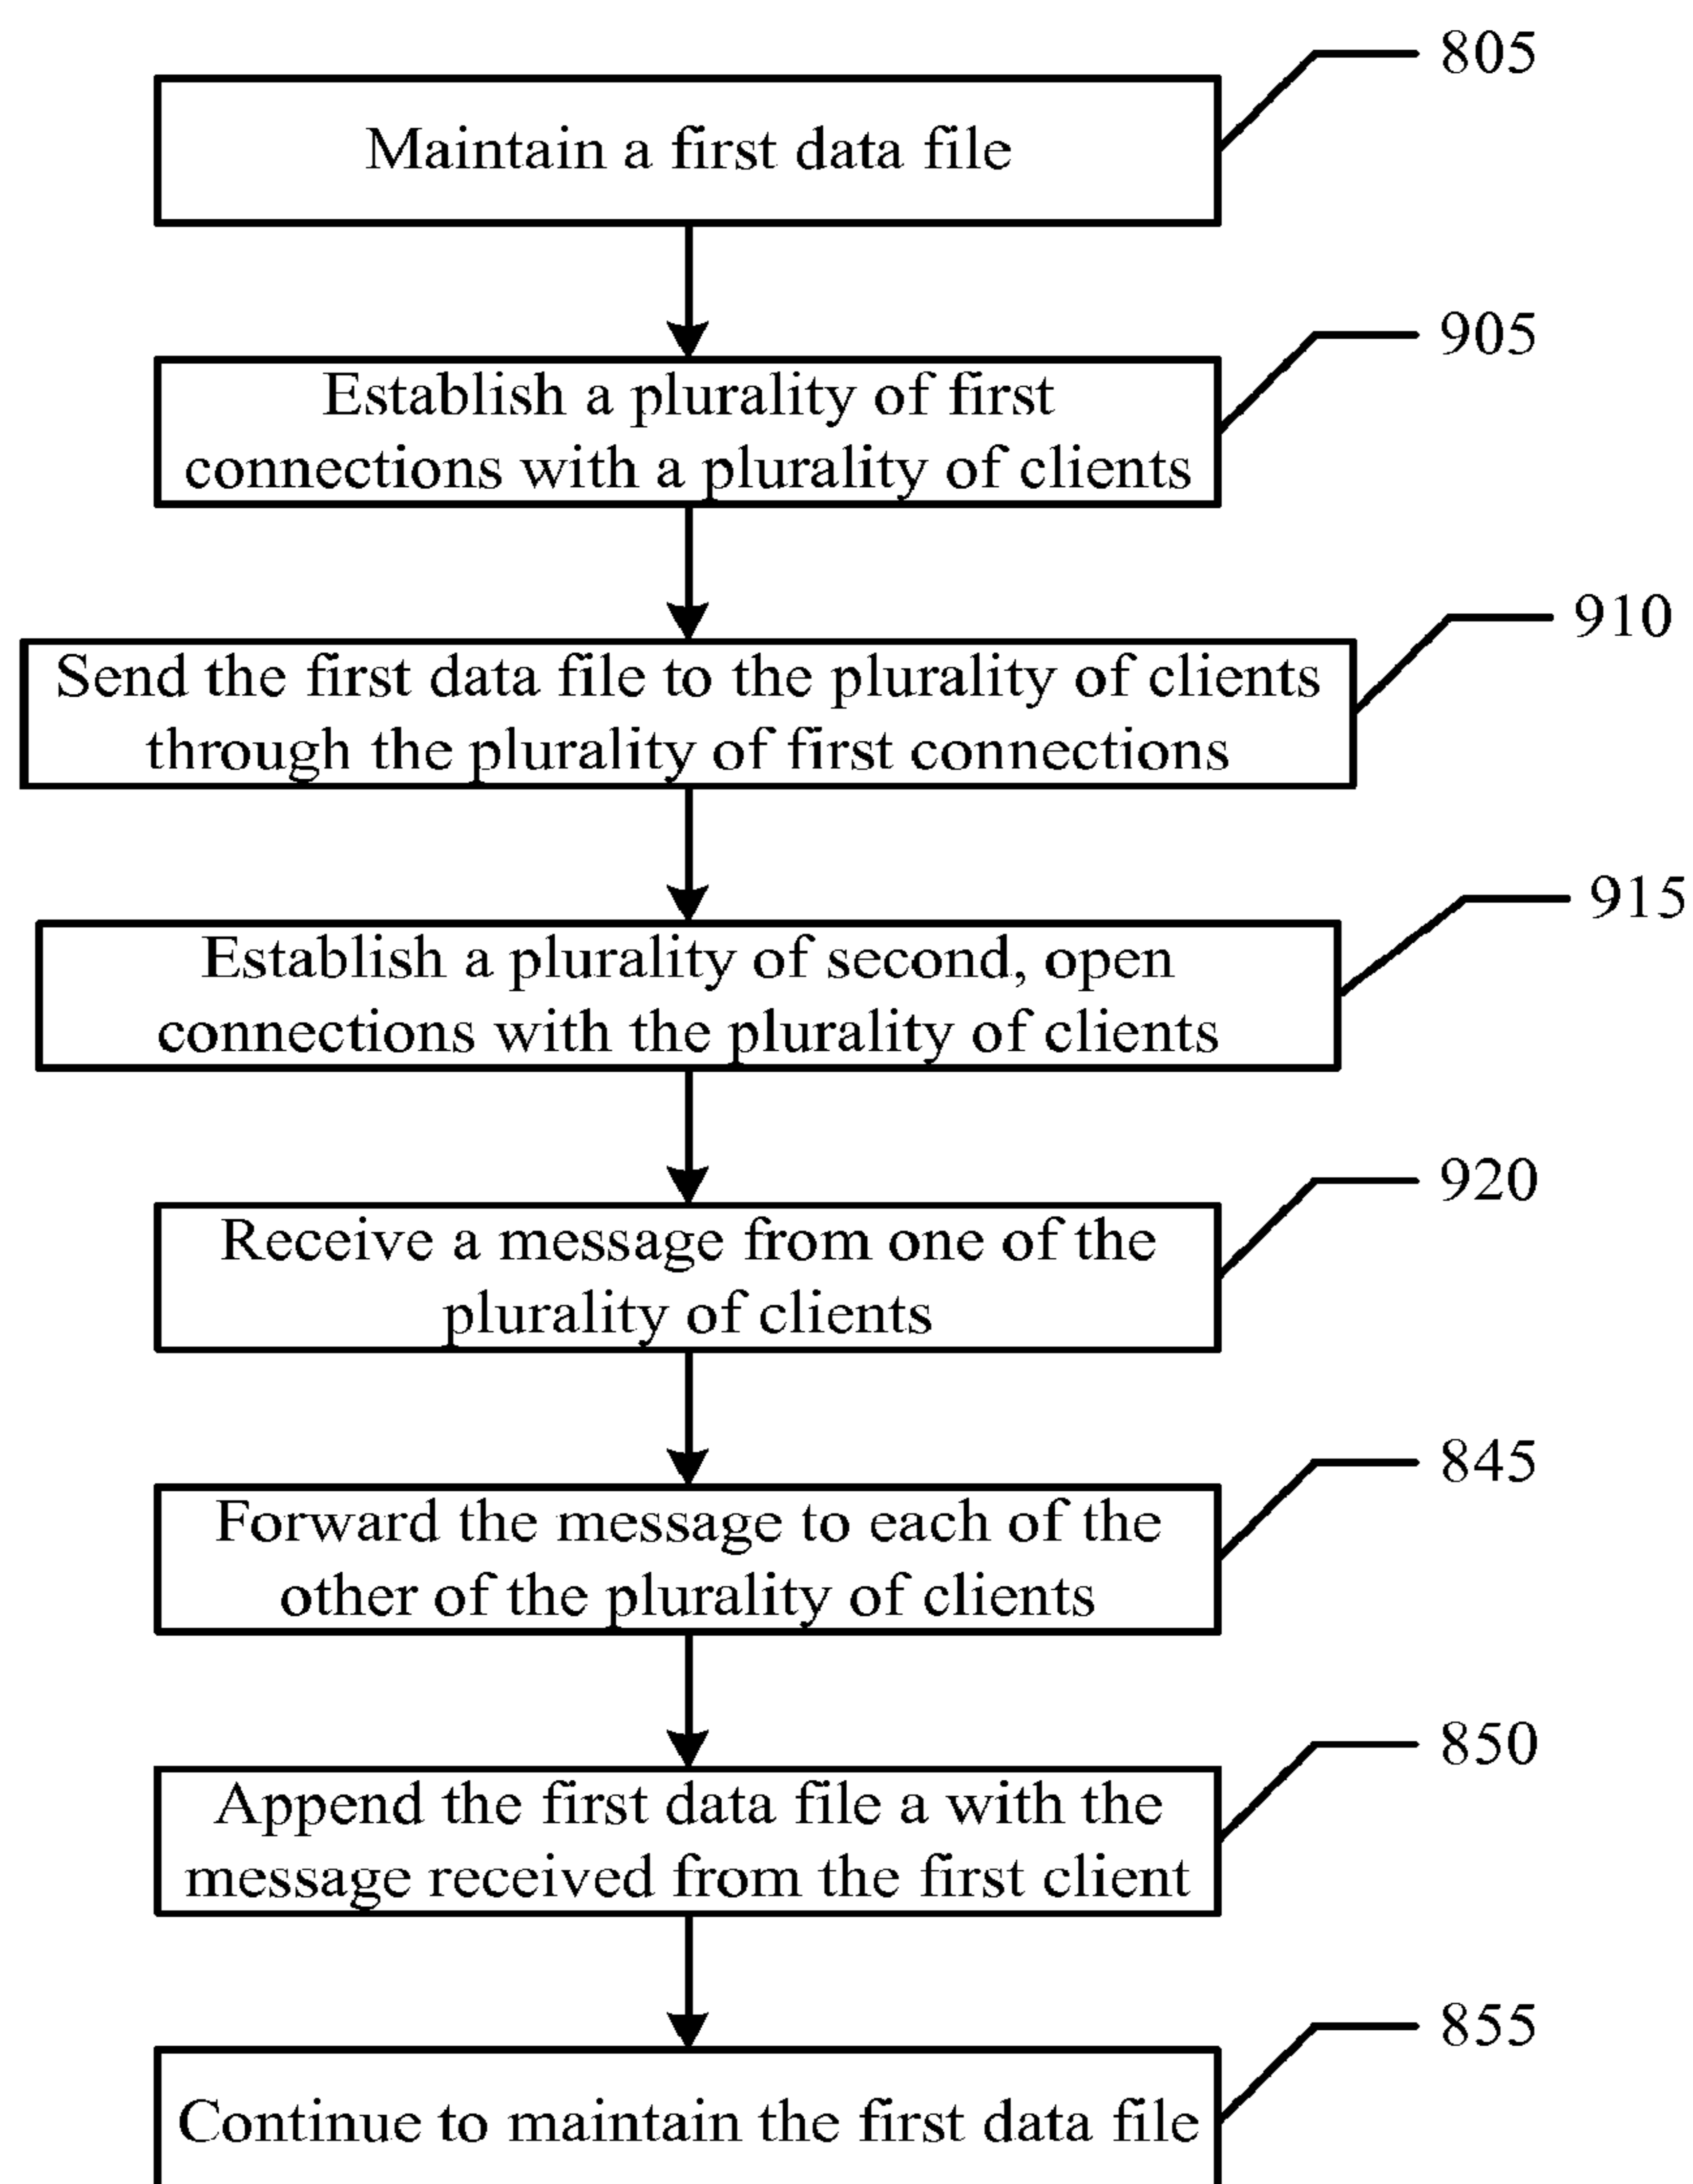 805
Maintain a first data file
905
Establish a plurality of first
connections with a plurality of clients
910
Send the first data file to the plurality of clients
through the plurality of first connections
915
Establish a plurality of second, open
connections with the plurality of clients
920
Receive a message from one of the
plurality of clients
845
Forward the message to each of the
other of the plurality of clients
850
Append the first data file a with the
message received from the first client
855
Continue to maintain the first data file